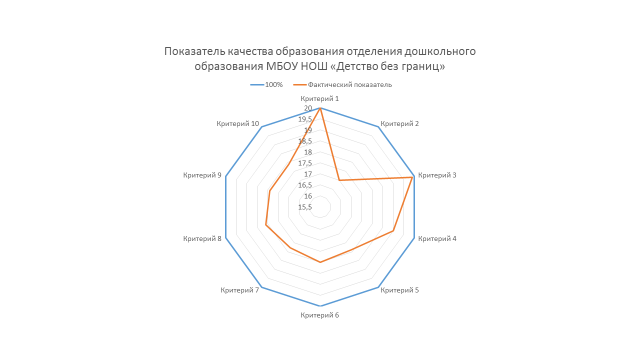 Показатель качества образования отделения дошкольного
образования МБОУ НОШ «Детство без границ»
100% Фактический показатель
Критерий 1
Критерий 2
Критерий 3
Критерий 4
Критерий 5
Критерий 6
Критерий 7
Критерий 8
Критерий 9
Критерий 10
20
19,5
19
18,5
18
17,5
17
16,5
16
15,5